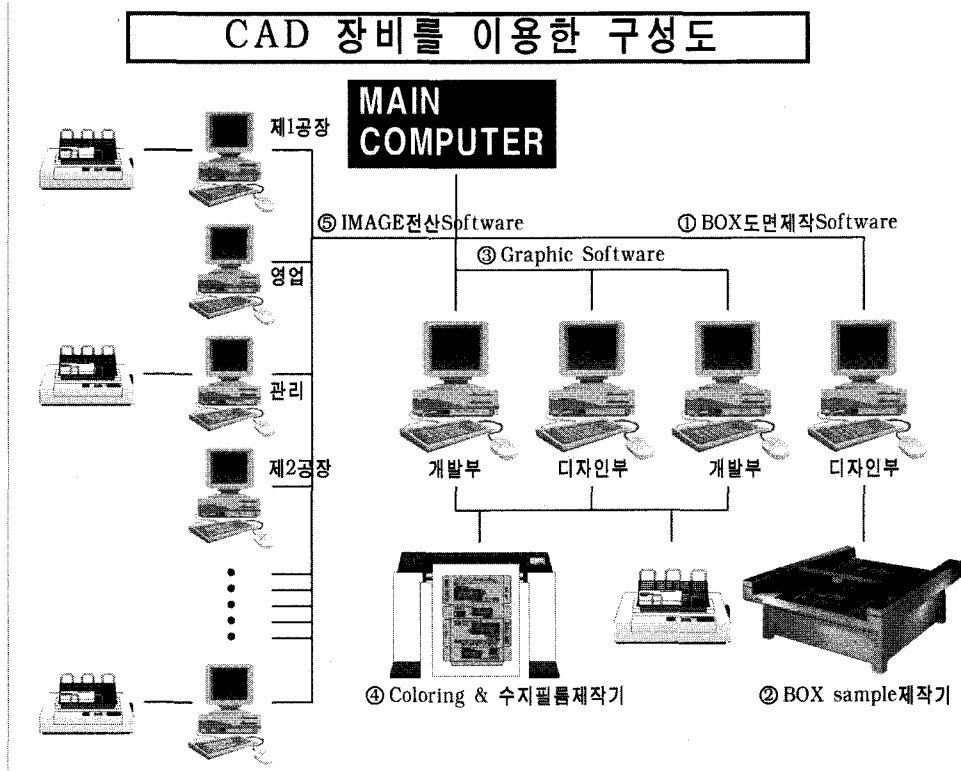 CAD 장비를 이용한 구성도
MAIN
COMPUTER
제1공장
⑤ IMAGE전산Software
① BOX도면제작Software
③ Graphic Software
영업
관리
제2공장
개발부
디자인부
개발부
디자인부
④ Coloring & 수지필름제작기
② BOX sample제작기